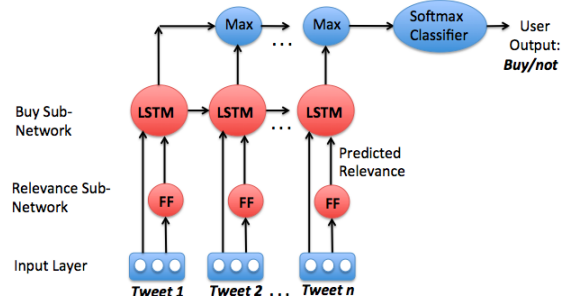 Max
Max
...
Softmax
Classifier
User
Output:
Buy/not
Buy Sub-
Network
LSTM
LSTM
LSTM
...
Predicted
Relevance
Relevance Sub-
Network
FF
FF
FF
Input Layer
Tweet 1
Tweet 2 . . . Tweet n